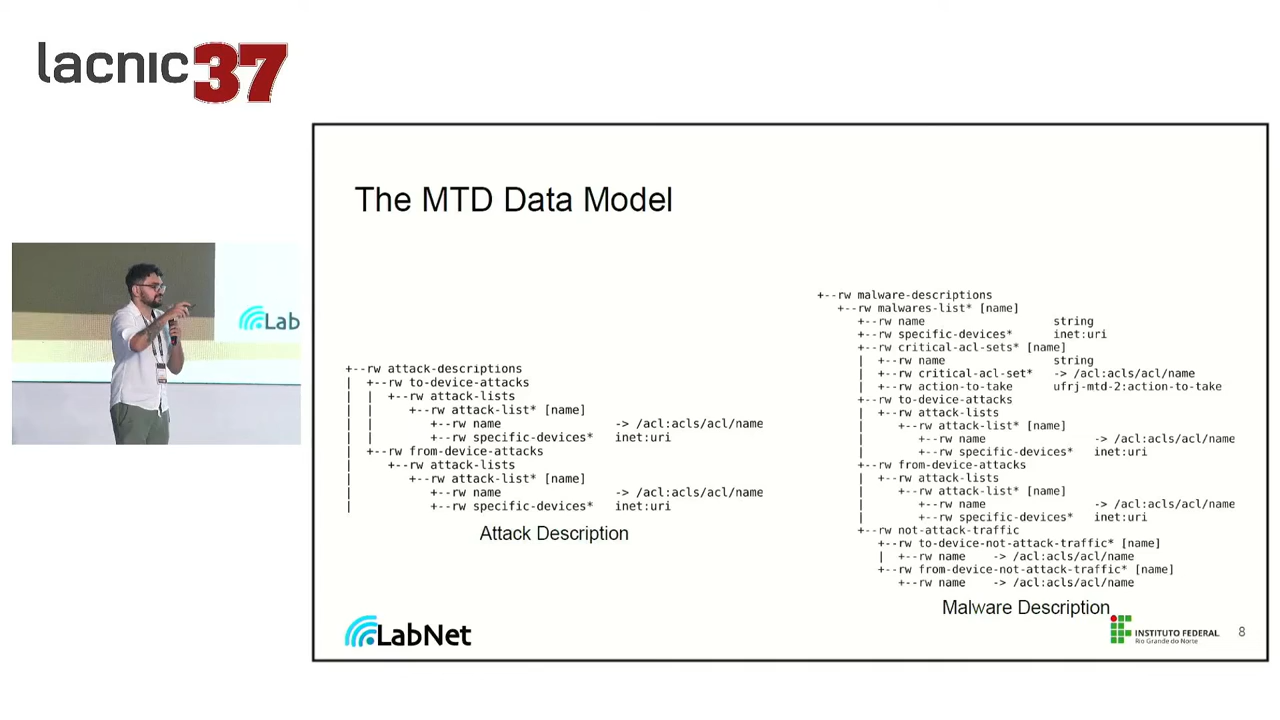 lacnic 37
The MTD Data Model
Lab
+--rw attack-descriptions
|  +--rw to-device-attacks
|  |  +--rw attack-lists
|  |     +--rw attack-list* [name]
|  |        +--rw name                 -> /acl:acls/acl/name
|  |        +--rw specific-devices*    inet:uri
|  +--rw from-device-attacks
|     +--rw attack-lists
|        +--rw attack-list* [name]
|           +--rw name                 -> /acl:acls/acl/name
|           +--rw specific-devices*    inet:uri
Attack Description
+--rw malware-descriptions
   +--rw malwares-list* [name]
      +--rw name                   string
      +--rw specific-devices*      inet:uri
      +--rw critical-acl-sets* [name]
      |  +--rw name                string
      |  +--rw critical-acl-set*   -> /acl:acls/acl/name
      |  +--rw action-to-take      ufrj-mtd-2:action-to-take
      +--rw to-device-attacks
      |  +--rw attack-lists
      |     +--rw attack-list* [name]
      |        +--rw name                 -> /acl:acls/acl/name
      |        +--rw specific-devices*    inet:uri
      +--rw from-device-attacks
      |  +--rw attack-lists
      |     +--rw attack-list* [name]
      |        +--rw name                 -> /acl:acls/acl/name
      |        +--rw specific-devices*    inet:uri
      +--rw not-attack-traffic
         +--rw to-device-not-attack-traffic* [name]
         |  +--rw name    -> /acl:acls/acl/name
         +--rw from-device-not-attack-traffic* [name]
            +--rw name    -> /acl:acls/acl/name
Malware Description
LabNet
INSTITUTO FEDERAL
Rio Grande do Norte
8